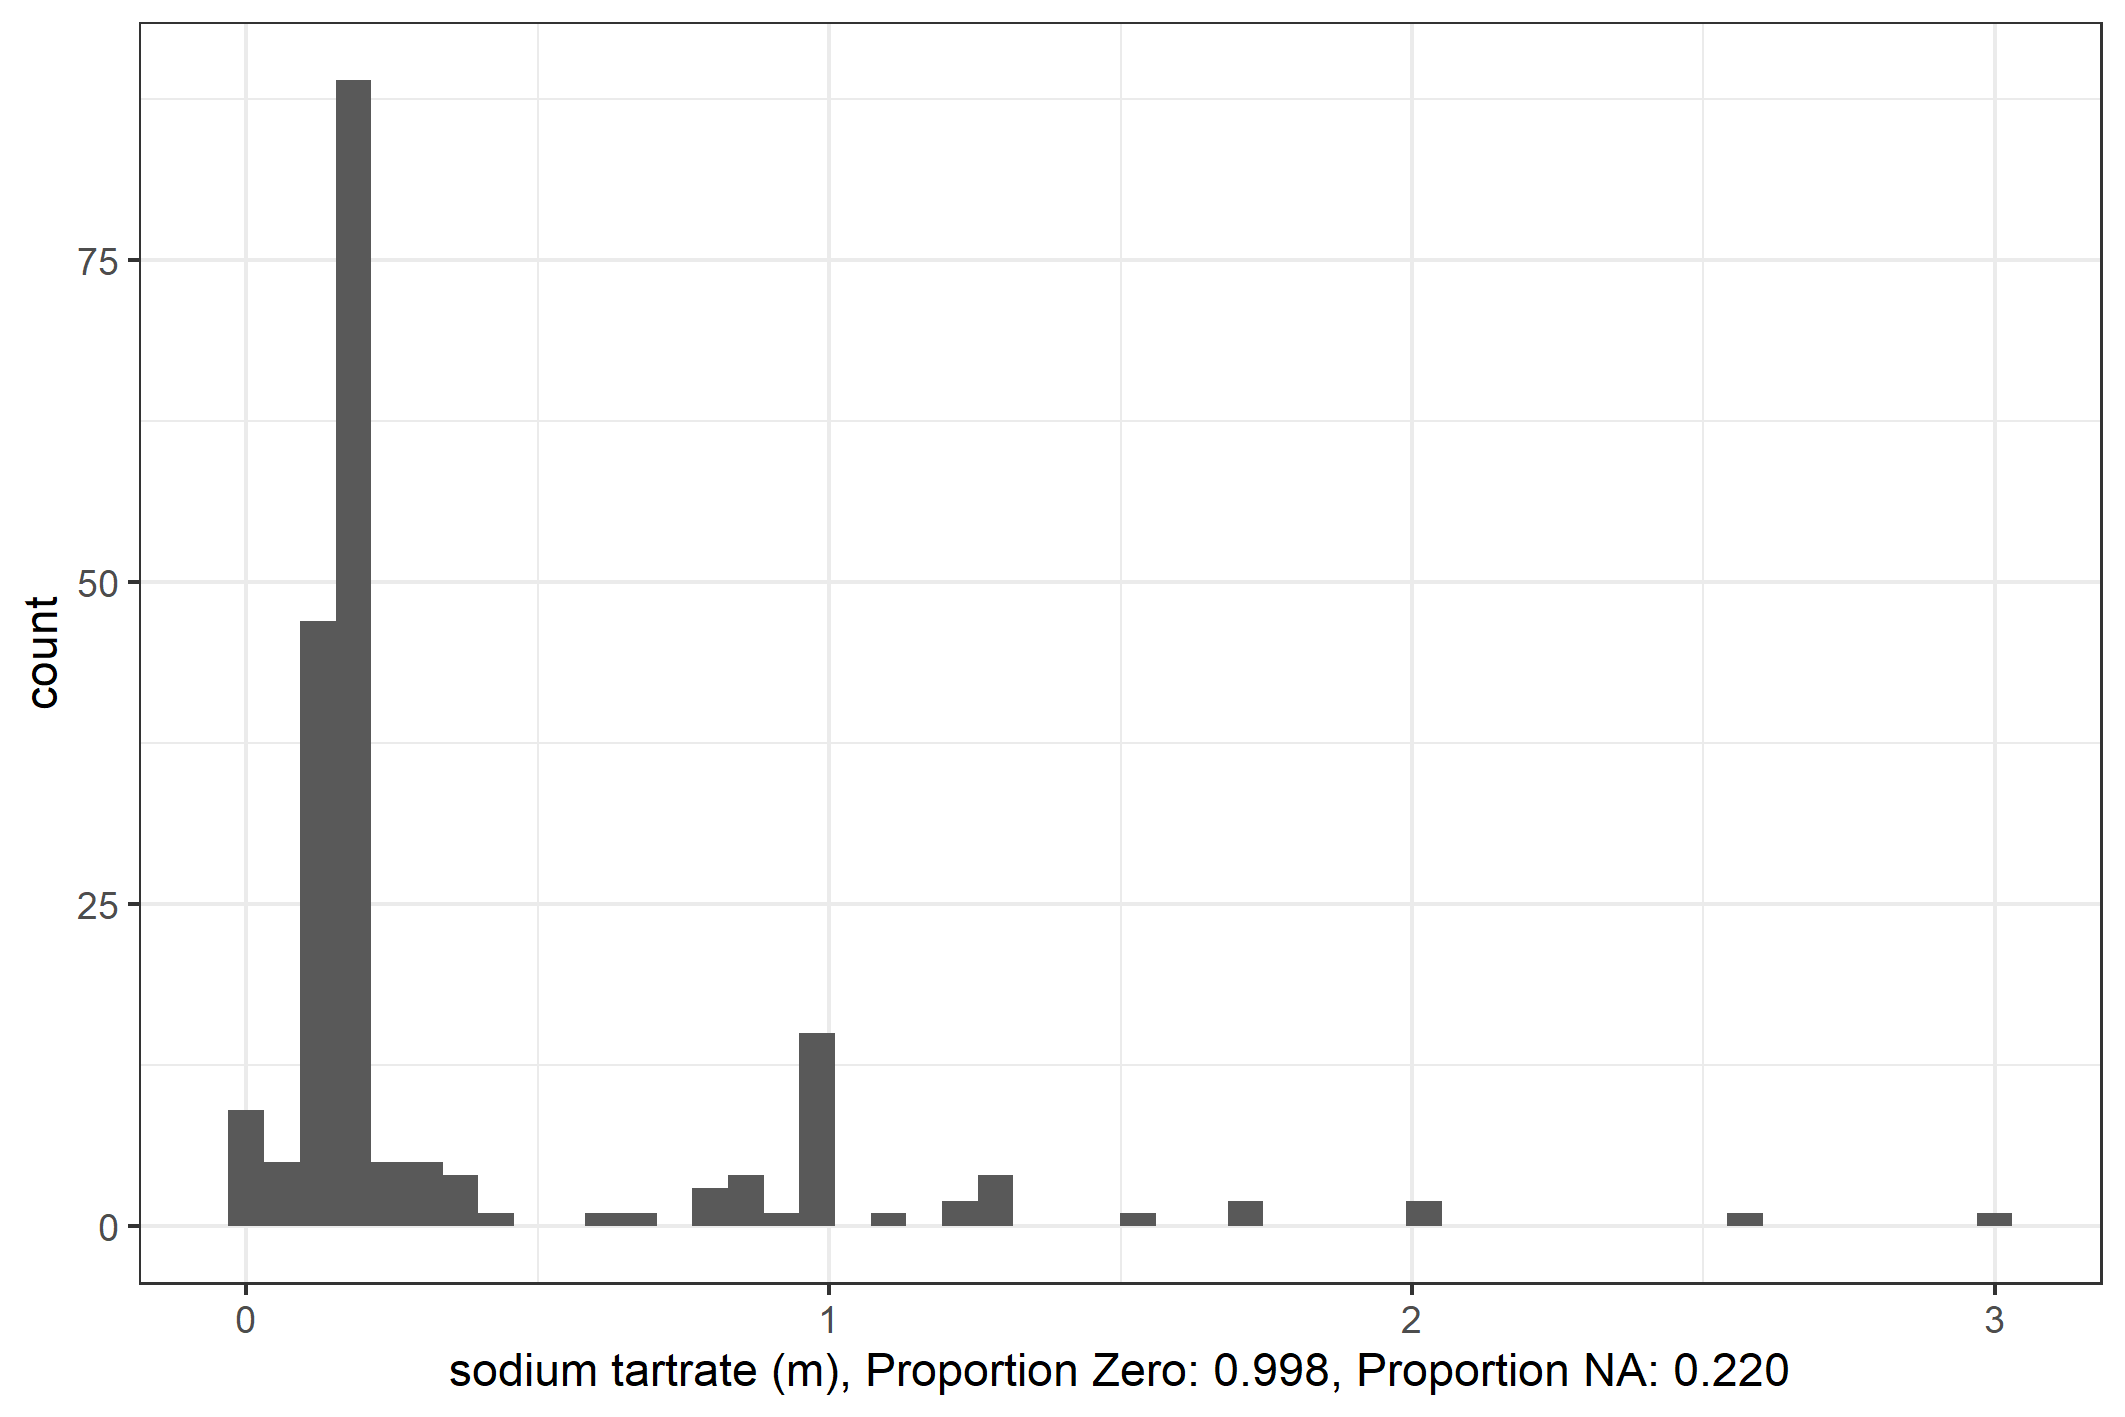 count
75
50
25
0
0 1 2 3
sodium tartrate (m), Proportion Zero: 0.998, Proportion NA: 0.220